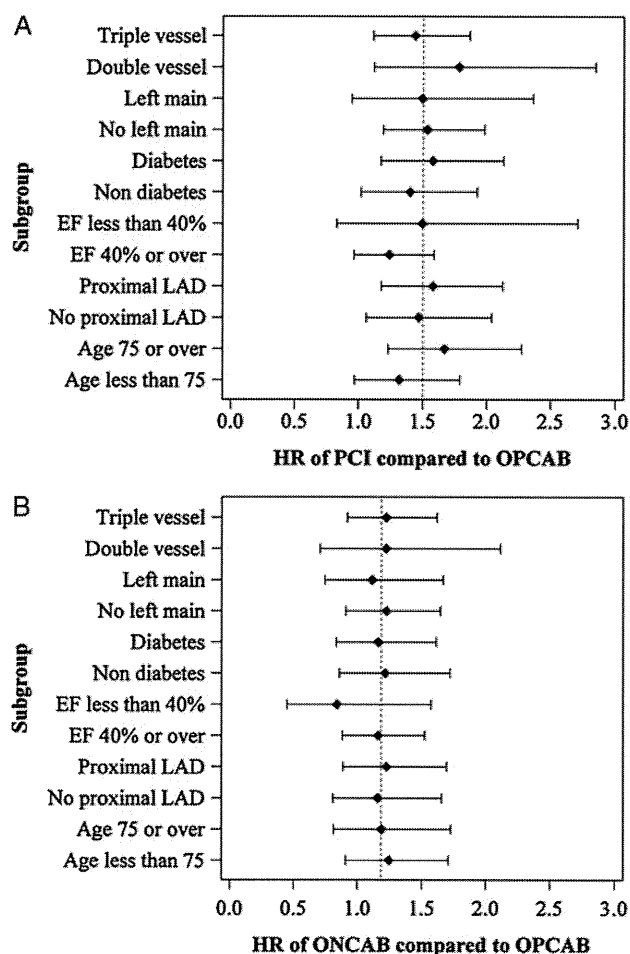 A
Subgroup
Triple vessel
Double vessel
Left main
No left main
Diabetes
Non diabetes
EF less than 40%
EF 40% or over
Proximal LAD
No proximal LAD
Age 75 or over
Age less than 75
0.0 0.5 1.0 1.5 2.0 2.5 3.0
HR of PCI compared to OPCAB
B
Subgroup
Triple vessel
Double vessel
Left main
No left main
Diabetes
Non diabetes
EF less than 40%
EF 40% or over
Proximal LAD
No proximal LAD
Age 75 or over
Age less than 75
0.0 0.5 1.0 1.5 2.0 2.5 3.0
HR of ONCAB compared to OPCAB